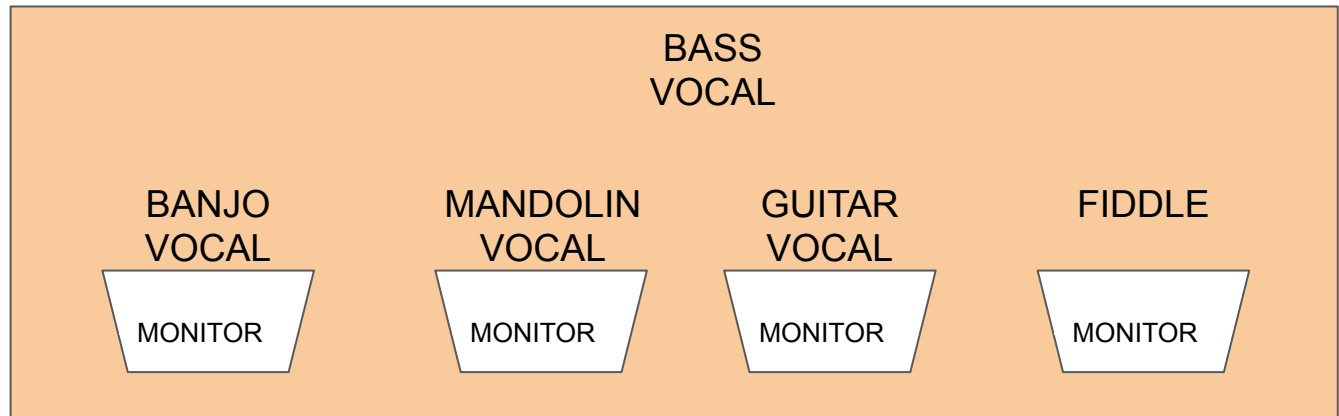 BASS
VOCAL
BANJO
VOCAL
MANDOLIN
VOCAL
GUITAR
VOCAL
FIDDLE
MONITOR
MONITOR
MONITOR
MONITOR